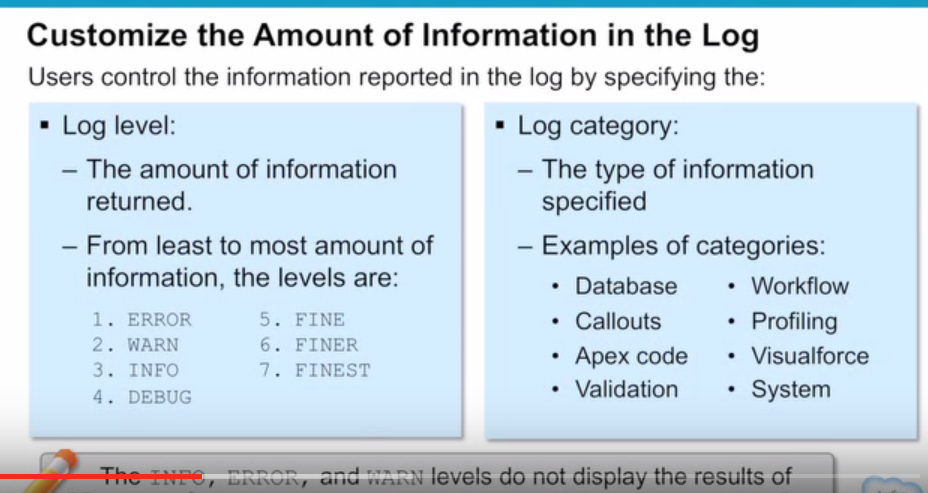 Customize the Amount of Information in the Log
Users control the information reported in the log by specifying the:
▪ Log level:
– The amount of information
returned.
– From least to most amount of
information, the levels are:
1. ERROR
2. WARN
3. INFO
4. DEBUG
5. FINE
6. FINER
7. FINEST
▪ Log category:
– The type of information
specified
– Examples of categories:
• Database
• Callouts
• Apex code
• Validation
• Workflow
• Profiling
• Visualforce
• System
The INFO, ERROR, and WARN levels do not display the results of